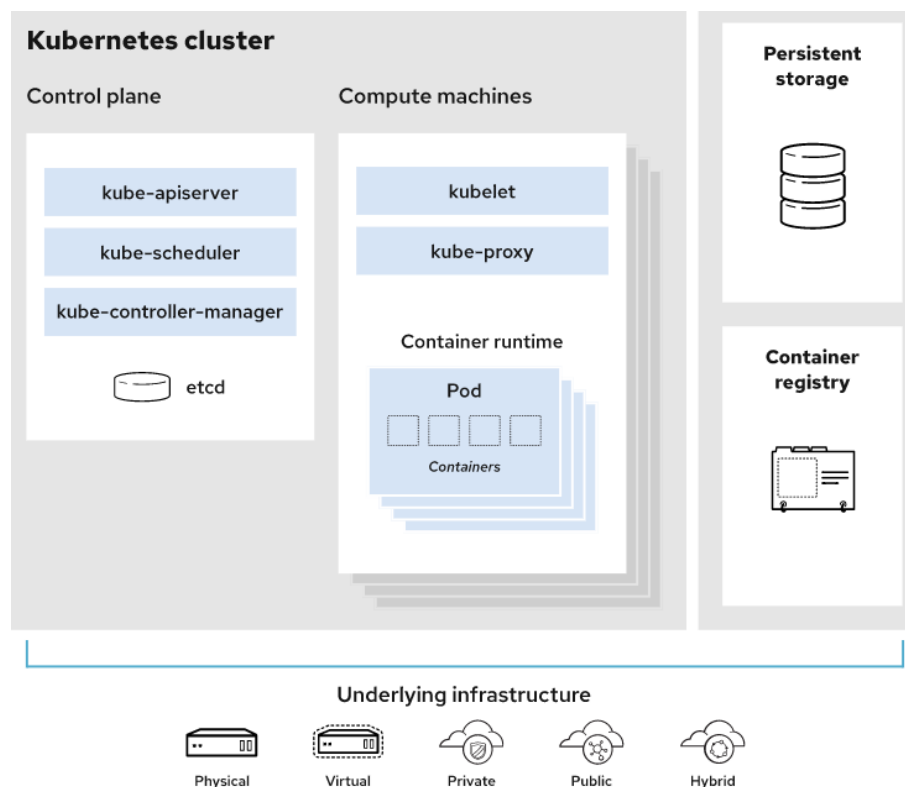 Kubernetes cluster
Control plane
kube-apiserver
kube-scheduler
kube-controller-manager
etcd
Compute machines
kubelet
kube-proxy
Container runtime
Pod
Containers
Persistent
storage
Container
registry
Underlying infrastructure
Physical
Virtual
Private
Public
Hybrid